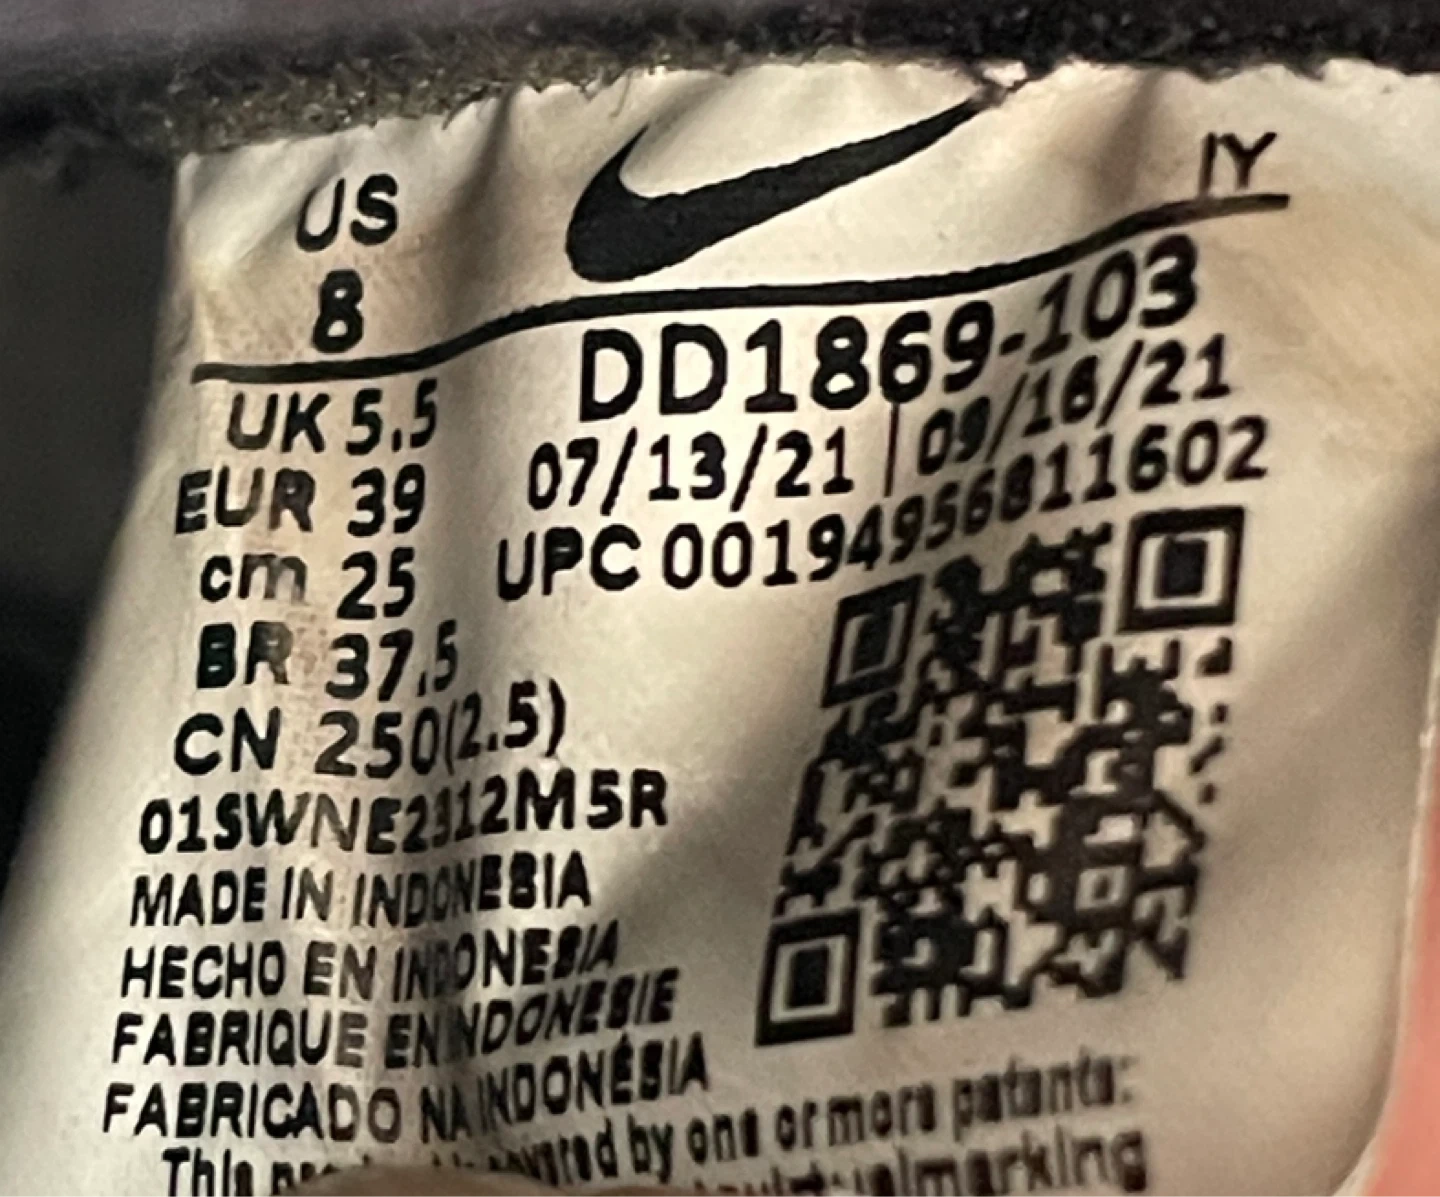 US
8
IY
UK 5.5
EUR 39
cm 25
BR 37.5
CN 250(2.5)
DD1869-103
07/13/21 | 09/16/21
UPC 00194956811602
01SWNE2312M5R
MADE IN INDONESIA
HECHO EN INDONESIA
FABRIQUE EN INDONESIE
FABRICADO NA INDONÉSIA
This covered by one or more patents: